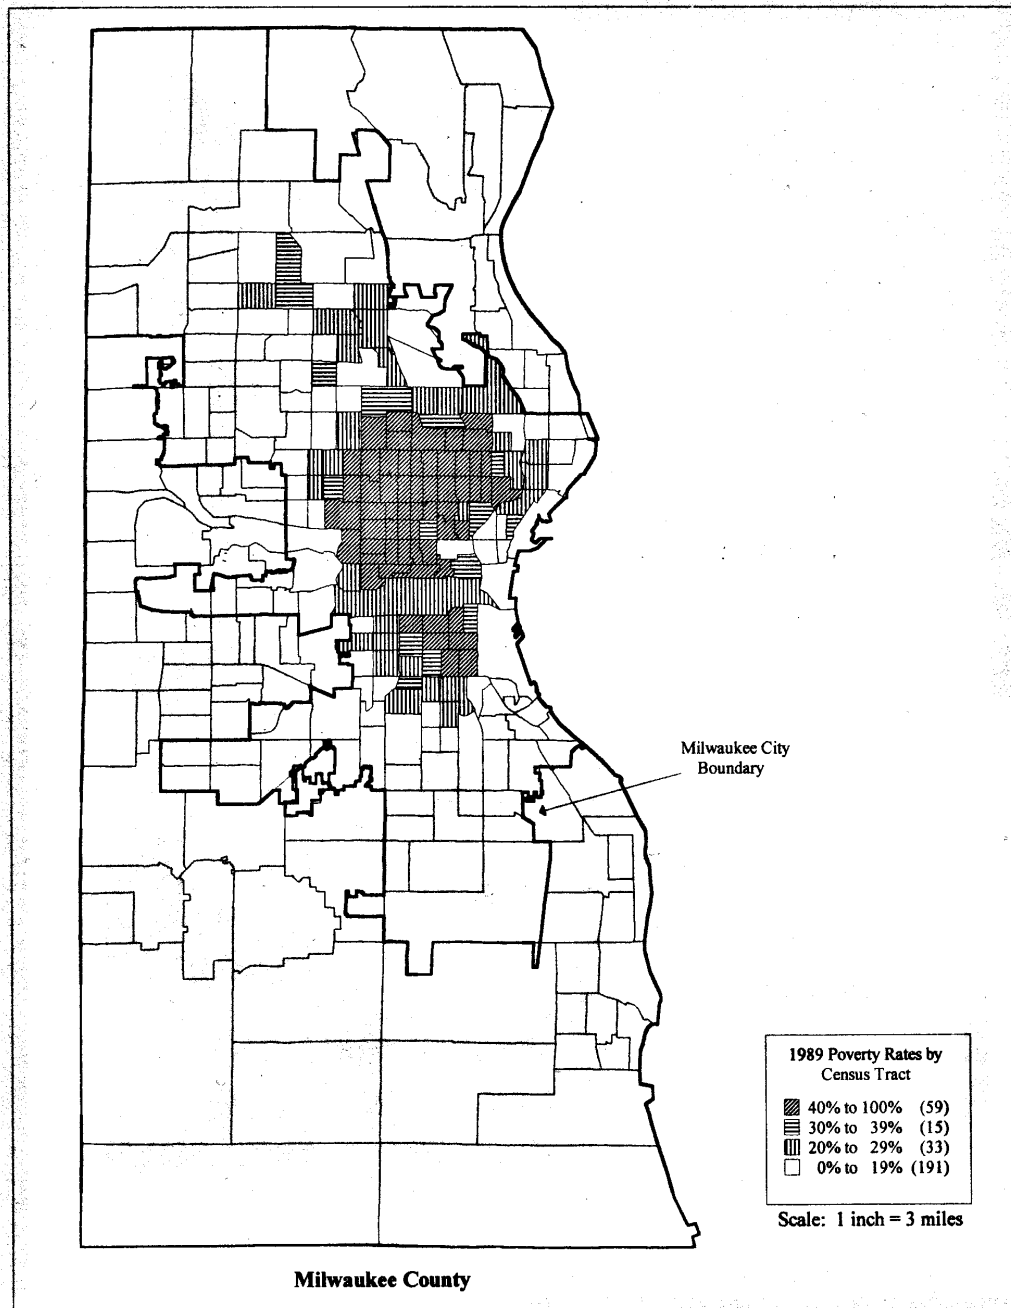 Milwaukee City
Boundary
1989 Poverty Rates by
Census Tract
40% to 100% (59)
30% to 39% (15)
20% to 29% (33)
0% to 19% (191)
Scale: 1 inch = 3 miles
Milwaukee County